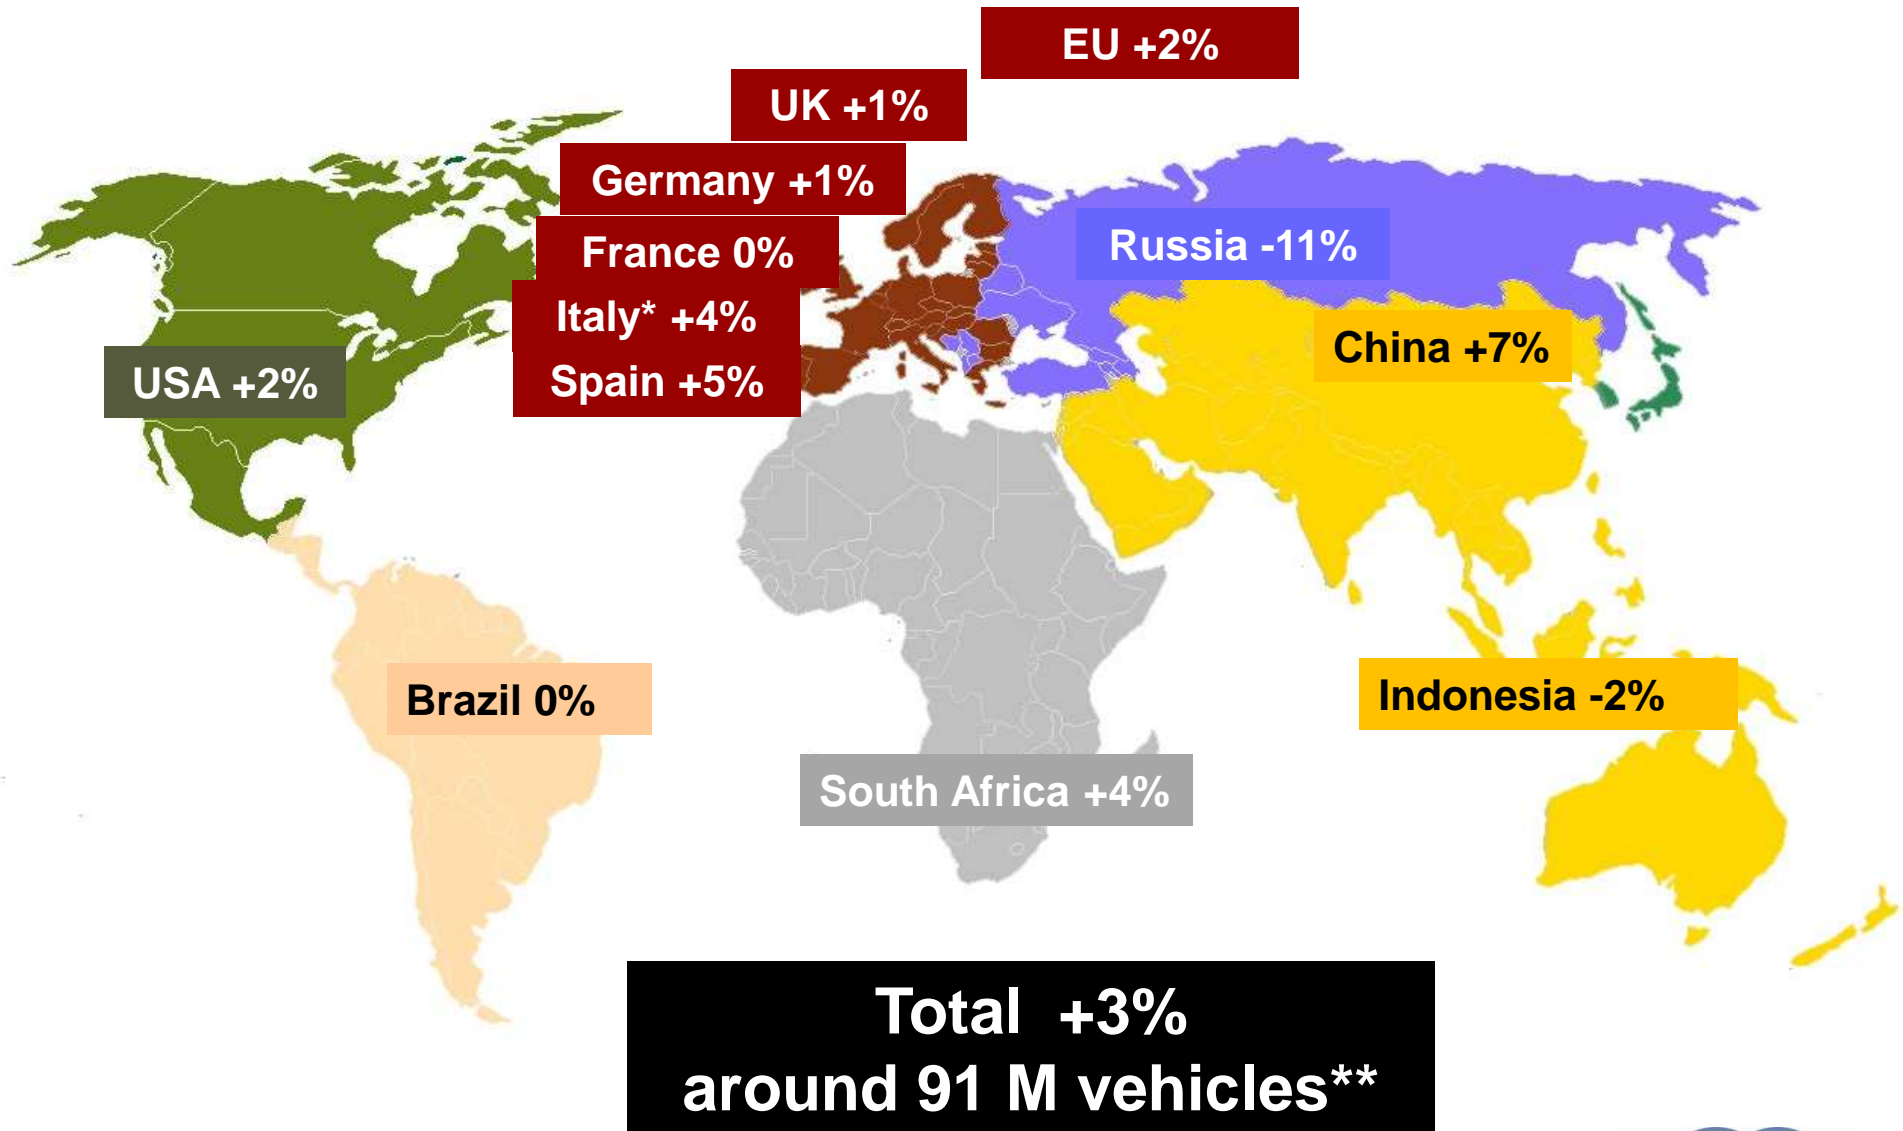 EU +2%
UK +1%
Germany +1%
France 0%
Russia -11%
Italy* +4%
China +7%
USA +2%
Spain +5%
Brazil 0%
Indonesia -2%
South Africa +4%
Total +3%
around 91 M vehicles**